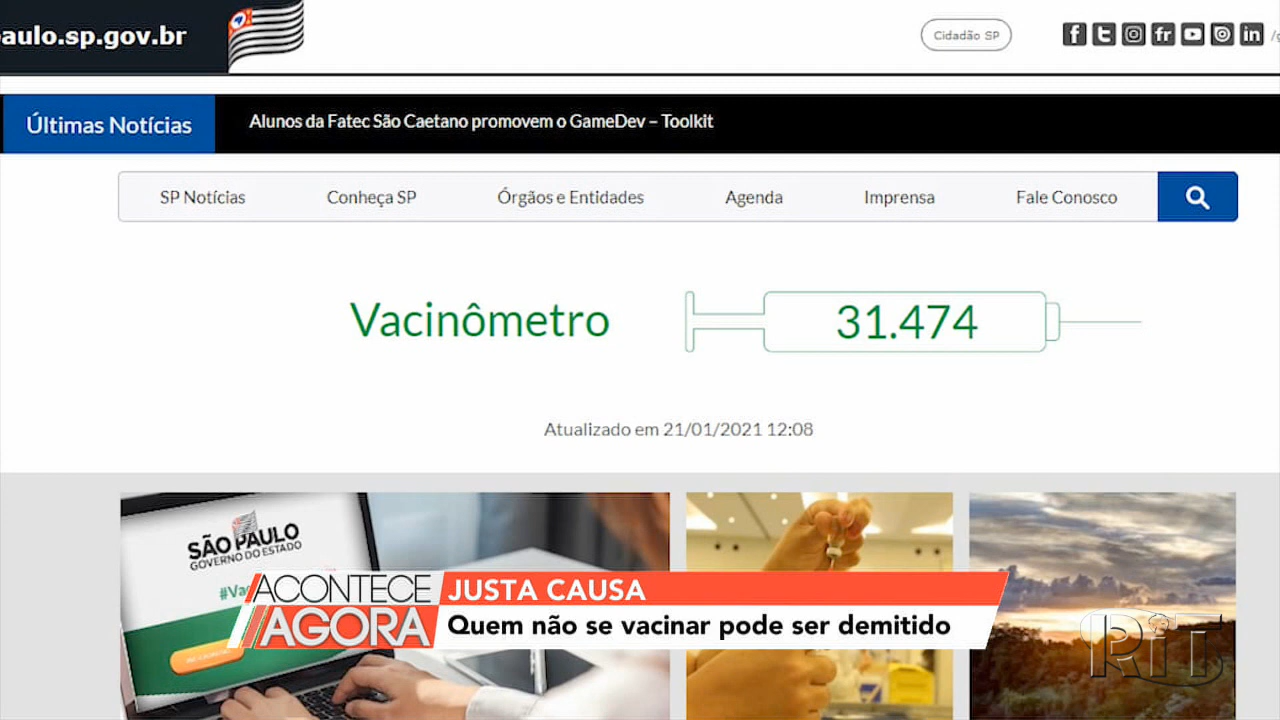 aulo.sp.gov.br
Cidadão SP
Últimas Notícias
Alunos da Fatec São Caetano promovem o GameDev – Toolkit
SP Notícias
Conheça SP
Órgãos e Entidades
Agenda
Imprensa
Fale Conosco
Vacinômetro
31.474
Atualizado em 21/01/2021 12:08
SÃO PAULO
GOVERNO DO ESTADO
ACONTECE
AGORA
JUSTA CAUSA
Quem não se vacinar pode ser demitido
RiT